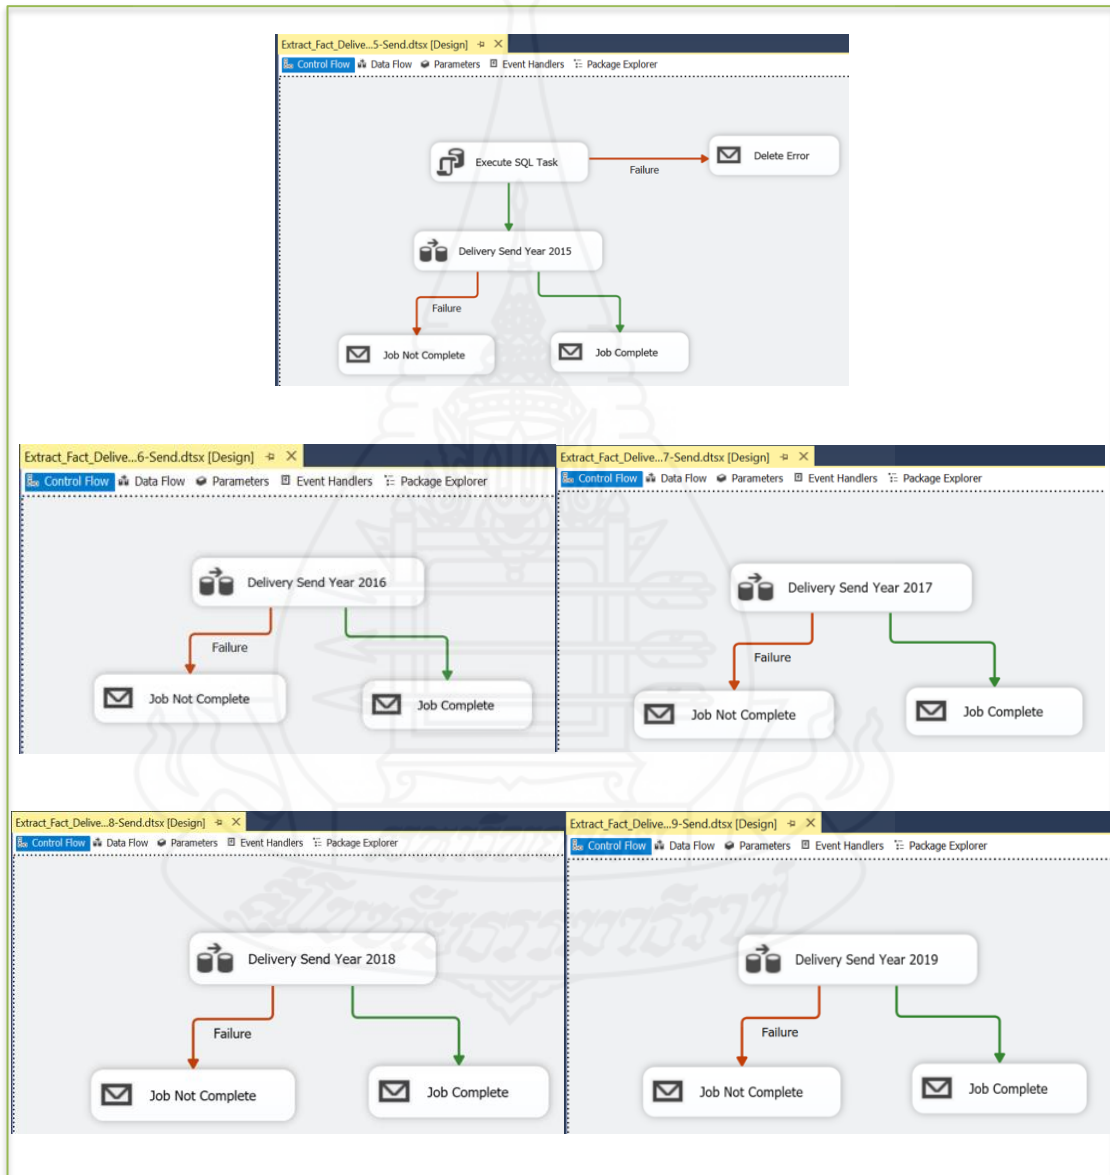 Extract_Fact_Delive...5-Send.dtsx [Design]
Control Flow Data Flow Parameters Event Handlers Package Explorer
Execute SQL Task
Failure
Delete Error
Delivery Send Year 2015
Failure
Job Not Complete
Job Complete
Extract_Fact_Delive...6-Send.dtsx [Design]
Control Flow Data Flow Parameters Event Handlers Package Explorer
Delivery Send Year 2016
Failure
Job Not Complete
Job Complete
Extract_Fact_Delive...7-Send.dtsx [Design]
Control Flow Data Flow Parameters Event Handlers Package Explorer
Delivery Send Year 2017
Failure
Job Not Complete
Job Complete
Extract_Fact_Delive...8-Send.dtsx [Design]
Control Flow Data Flow Parameters Event Handlers Package Explorer
Delivery Send Year 2018
Failure
Job Not Complete
Job Complete
Extract_Fact_Delive...9-Send.dtsx [Design]
Control Flow Data Flow Parameters Event Handlers Package Explorer
Delivery Send Year 2019
Failure
Job Not Complete
Job Complete